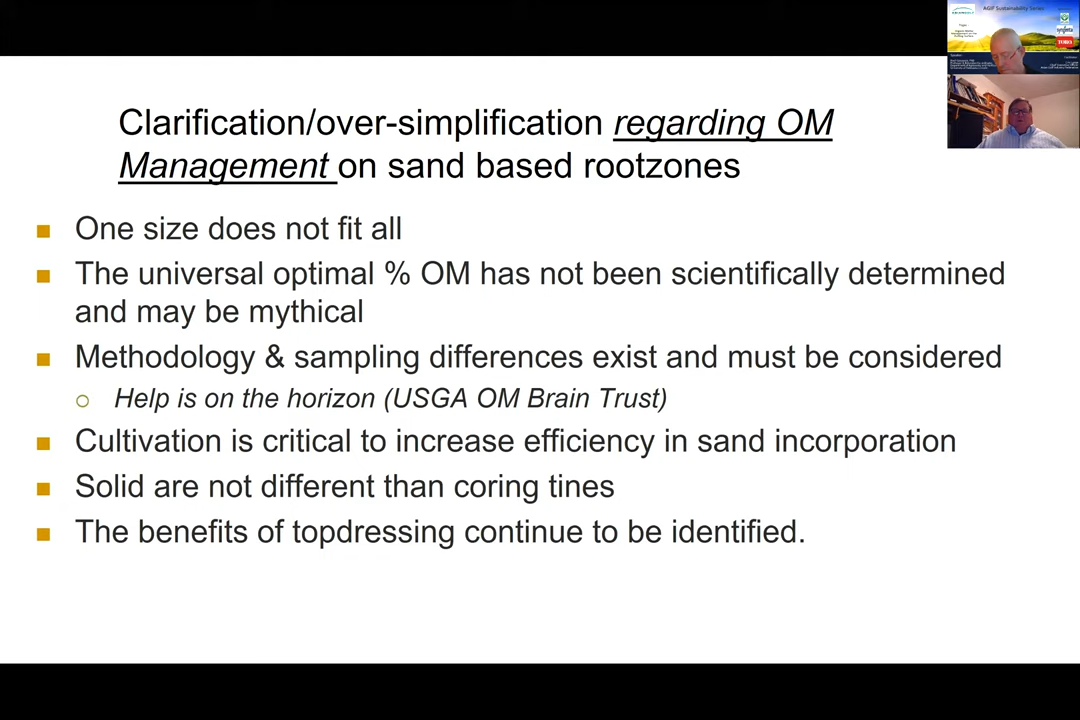 AGIF Sustainability Series
Clarification/over-simplification regarding OM
Management on sand based rootzones
One size does not fit all
The universal optimal % OM has not been scientifically determined
and may be mythical
Methodology & sampling differences exist and must be considered
Help is on the horizon (USGA OM Brain Trust)
Cultivation is critical to increase efficiency in sand incorporation
Solid are not different than coring tines
The benefits of topdressing continue to be identified.